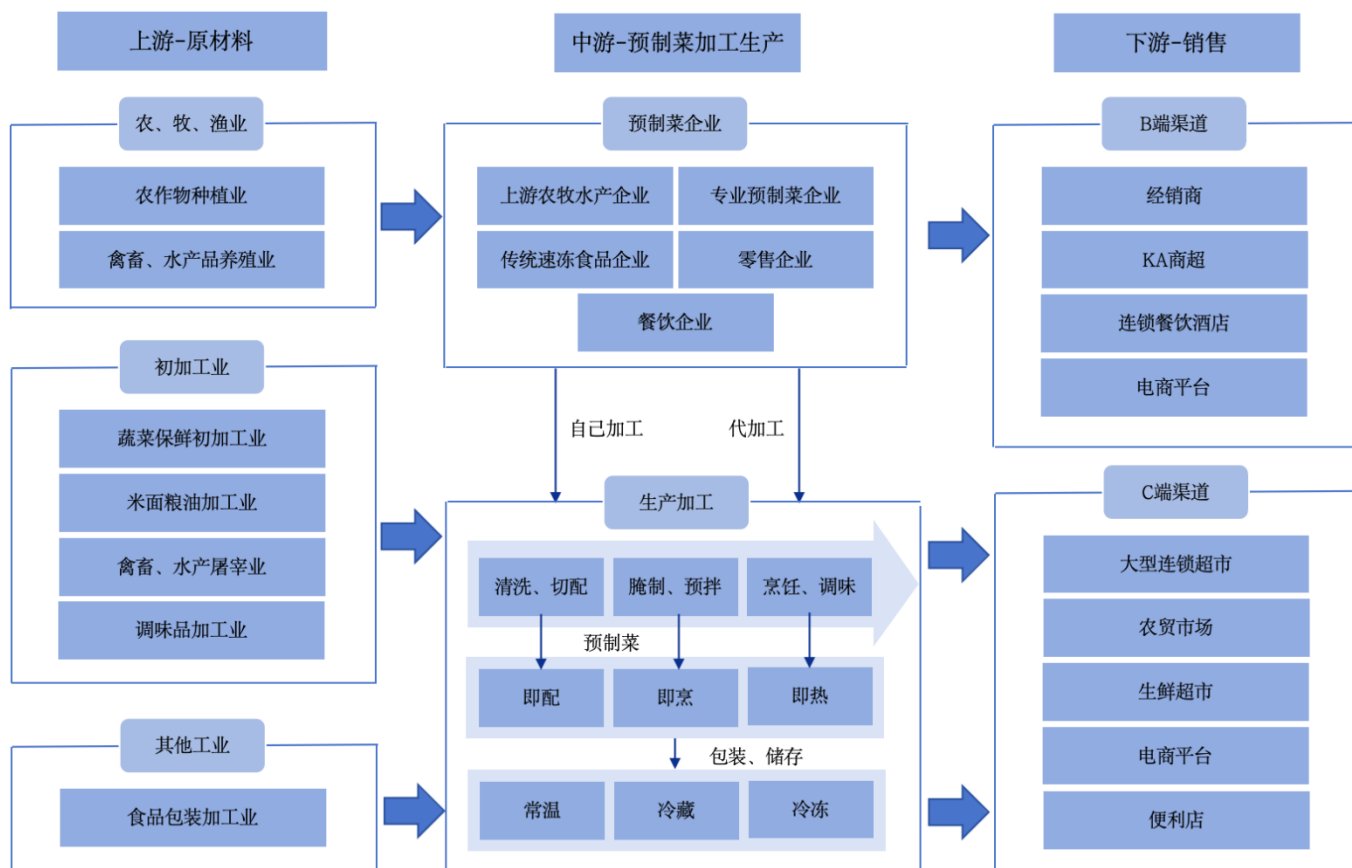 上游-原材料
中游-预制菜加工生产
下游-销售
农、牧、渔业
农作物种植业
禽畜、水产品养殖业
初加工业
蔬菜保鲜初加工业
米面粮油加工业
禽畜、水产屠宰业
调味品加工业
其他工业
食品包装加工业
预制菜企业
上游农牧水产企业
专业预制菜企业
传统速冻食品企业
零售企业
餐饮企业
自己加工
代加工
生产加工
清洗、切配
腌制、预拌
烹饪、调味
预制菜
即配
即烹
即热
包装、储存
常温
冷藏
冷冻
B端渠道
经销商
KA商超
连锁餐饮酒店
电商平台
C端渠道
大型连锁超市
农贸市场
生鲜超市
电商平台
便利店